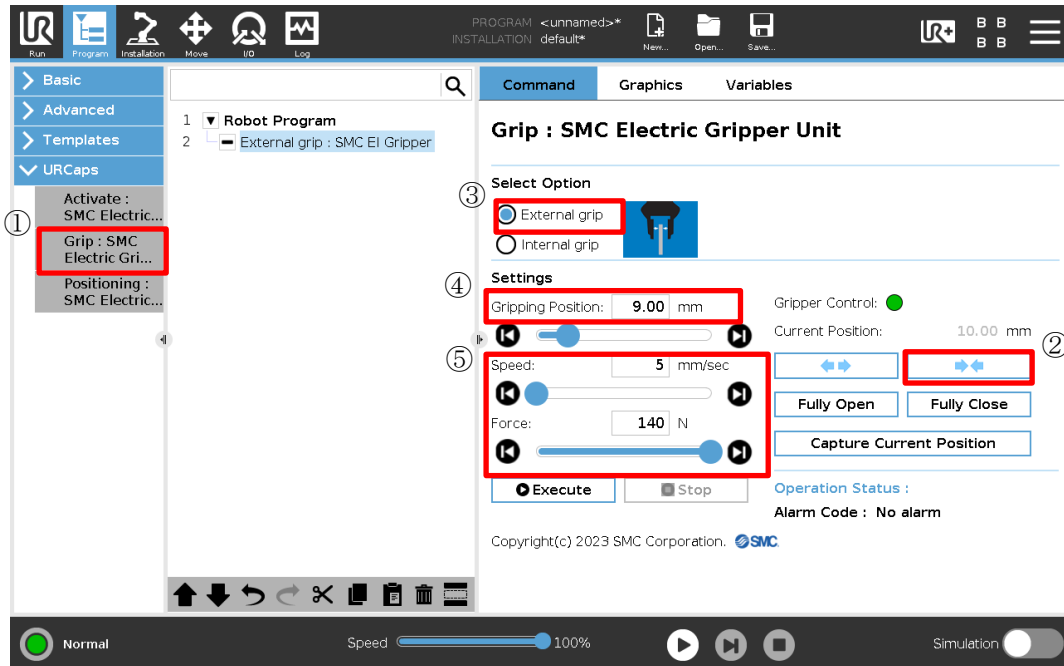 PROGRAM <unnamed>*
INSTALLATION default*
Run
Program
Installation
Move
I/O
Log
New...
Open...
Save...
UR+
B B
B B
Basic
Advanced
Templates
URCaps
①
Activate :
SMC Electric...
Grip : SMC
Electric Gri...
Positioning :
SMC Electric...
1 Robot Program
2 External grip : SMC El Gripper
Command Graphics Variables
Grip : SMC Electric Gripper Unit
Select Option
③
External grip
Internal grip
Settings
④
Gripping Position: 9.00 mm
⑤
Speed: 5 mm/sec
Force: 140 N
Execute Stop
Gripper Control:
Current Position: 10.00 mm
②
Fully Open Fully Close
Capture Current Position
Operation Status :
Alarm Code : No alarm
Copyright(c) 2023 SMC Corporation. SMC.
Normal
Speed 100%
Simulation